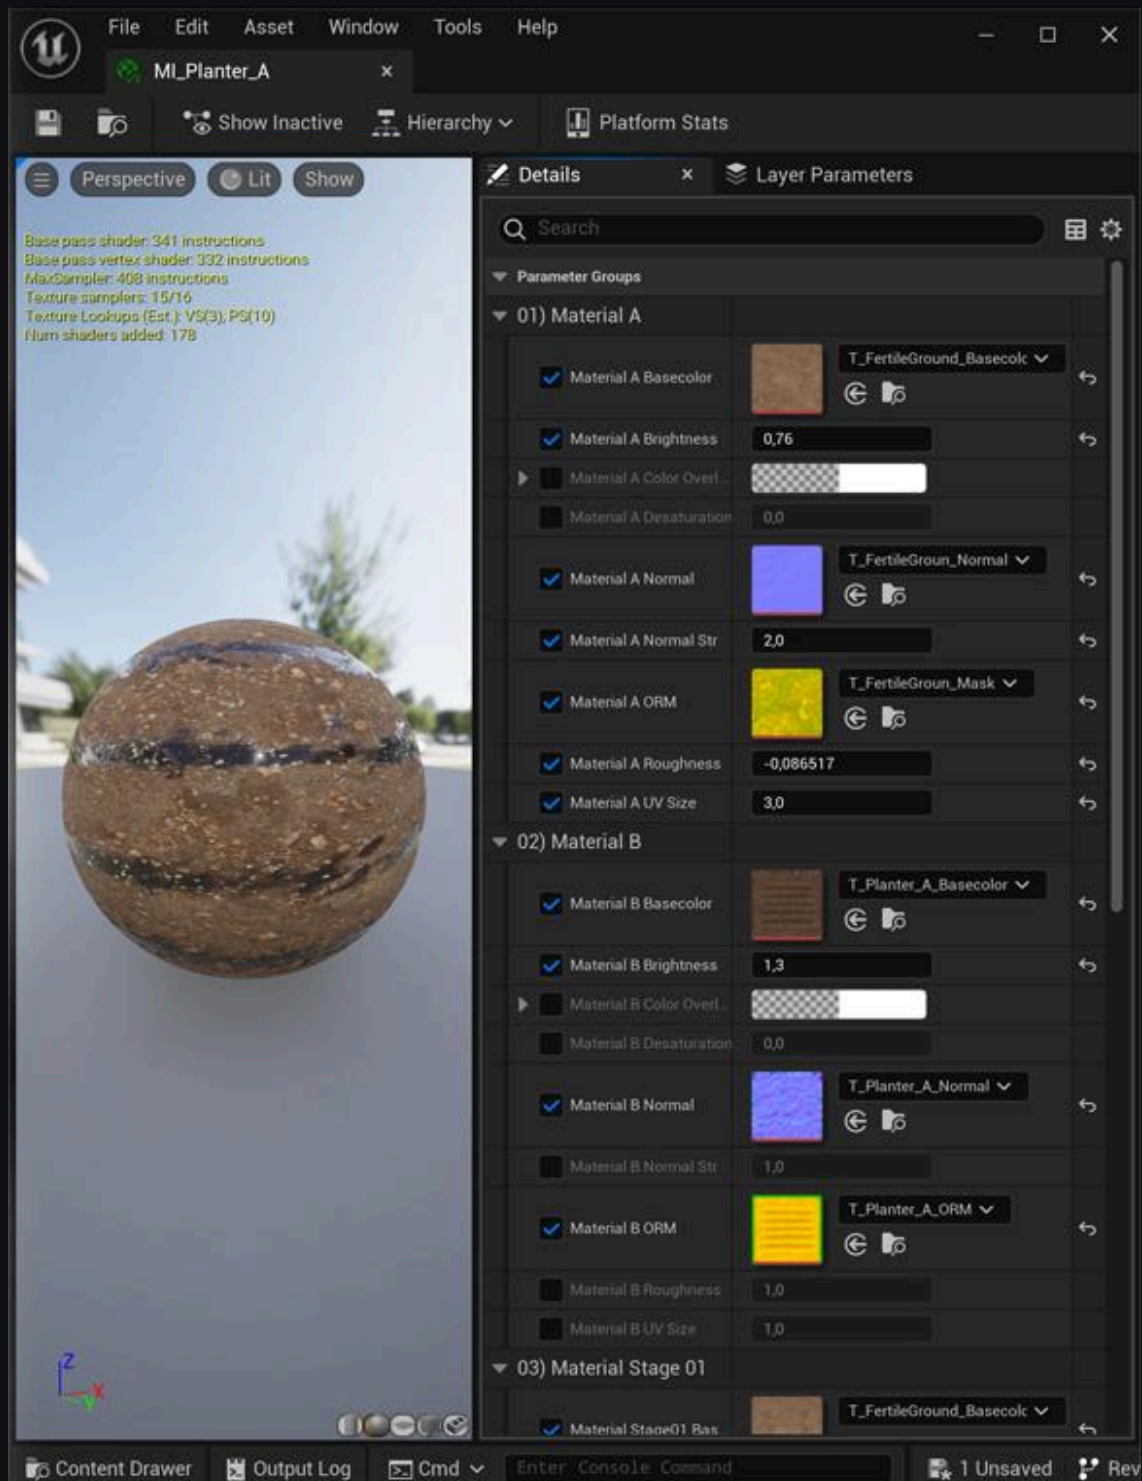 File Edit Asset Window Tools Help
MI_Planter_A
Show Inactive Hierarchy Platform Stats
Perspective Lit Show
Base pass shader: 341 instructions
Base pass vertex shader: 332 instructions
MaxSampler: 408 instructions
Texture samplers: 15/16
Texture Lookups (Est.): VS(3), PS(10)
Num shaders added: 178
Z
X
Y
Details Layer Parameters
Search
Parameter Groups
01) Material A
Material A Basecolor T_FertileGround_Basecolc
Material A Brightness 0,76
Material A Color Overl..
Material A Desaturation 0,0
Material A Normal T_FertileGroun_Normal
Material A Normal Str 2,0
Material A ORM T_FertileGroun_Mask
Material A Roughness -0,086517
Material A UV Size 3,0
02) Material B
Material B Basecolor T_Planter_A_Basecolor
Material B Brightness 1,3
Material B Color Overl..
Material B Desaturation 0,0
Material B Normal T_Planter_A_Normal
Material B Normal Str 1,0
Material B ORM T_Planter_A_ORM
Material B Roughness 1,0
Material B UV Size 1,0
03) Material Stage 01
Material Stage01 Bas T_FertileGround_Basecolc
Content Drawer Output Log Cmd Enter Console Command 1 Unsaved Rev